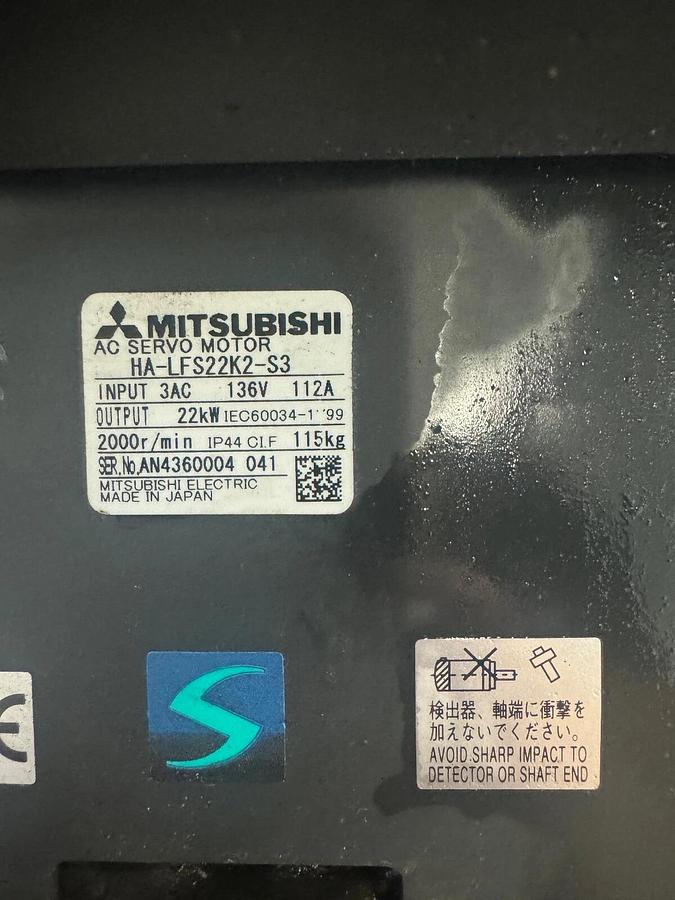 MITSUBISHI
AC SERVO MOTOR
HA-LFS22K2-S3
INPUT 3AC 136V 112A
OUTPUT 22kW IEC60034-1 '99
2000r/min IP44 CI.F 115kg
SER.No.AN4360004 041
MITSUBISHI ELECTRIC
MADE IN JAPAN
検出器、軸端に衝撃を
加えないでください。
AVOID.SHARP IMPACT TO
DETECTOR OR SHAFT END